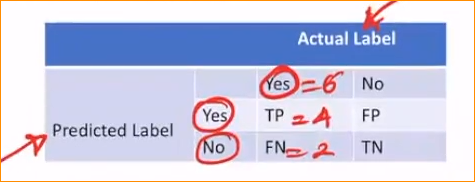 Actual Label
Yes = 6 No
Yes TP = 4 FP
Predicted Label
No FN = 2 TN